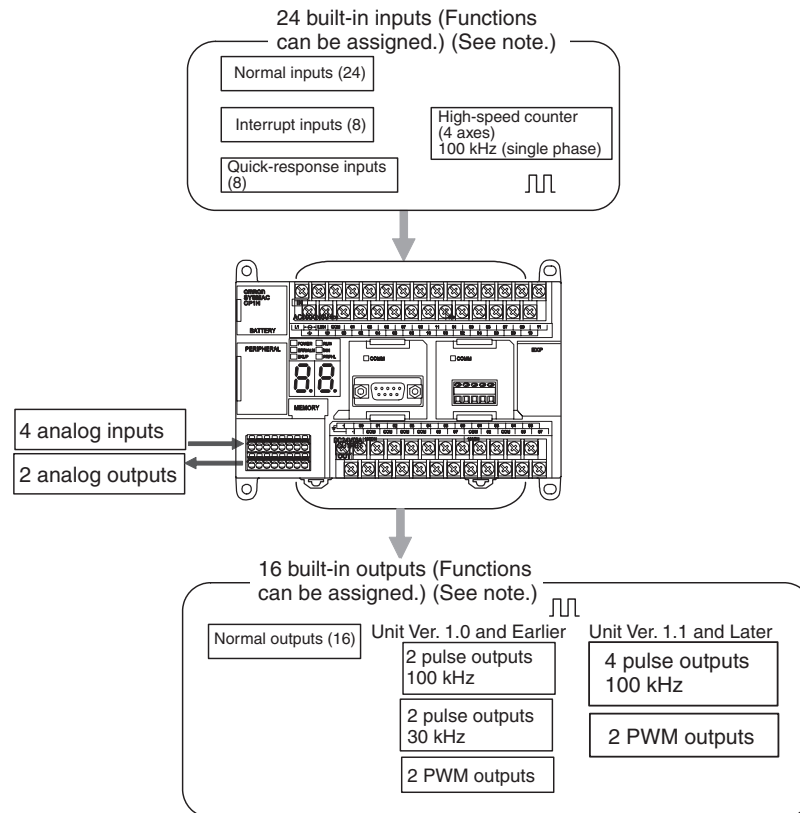 24 built-in inputs (Functions
can be assigned.) (See note.)
Normal inputs (24)
Interrupt inputs (8)
Quick-response inputs
(8)
High-speed counter
(4 axes)
100 kHz (single phase)
OMRON
SYSMAC
CP1H
BATTERY
PERIPHERAL
POWER
RUN
COMM
COMM
EXP
MEMORY
4 analog inputs
2 analog outputs
16 built-in outputs (Functions
can be assigned.) (See note.)
Normal outputs (16)
Unit Ver. 1.0 and Earlier
2 pulse outputs
100 kHz
2 pulse outputs
30 kHz
2 PWM outputs
Unit Ver. 1.1 and Later
4 pulse outputs
100 kHz
2 PWM outputs